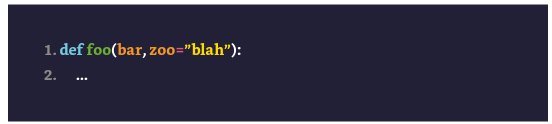 1. def foo(bar, zoo=”blah”):
2. ...